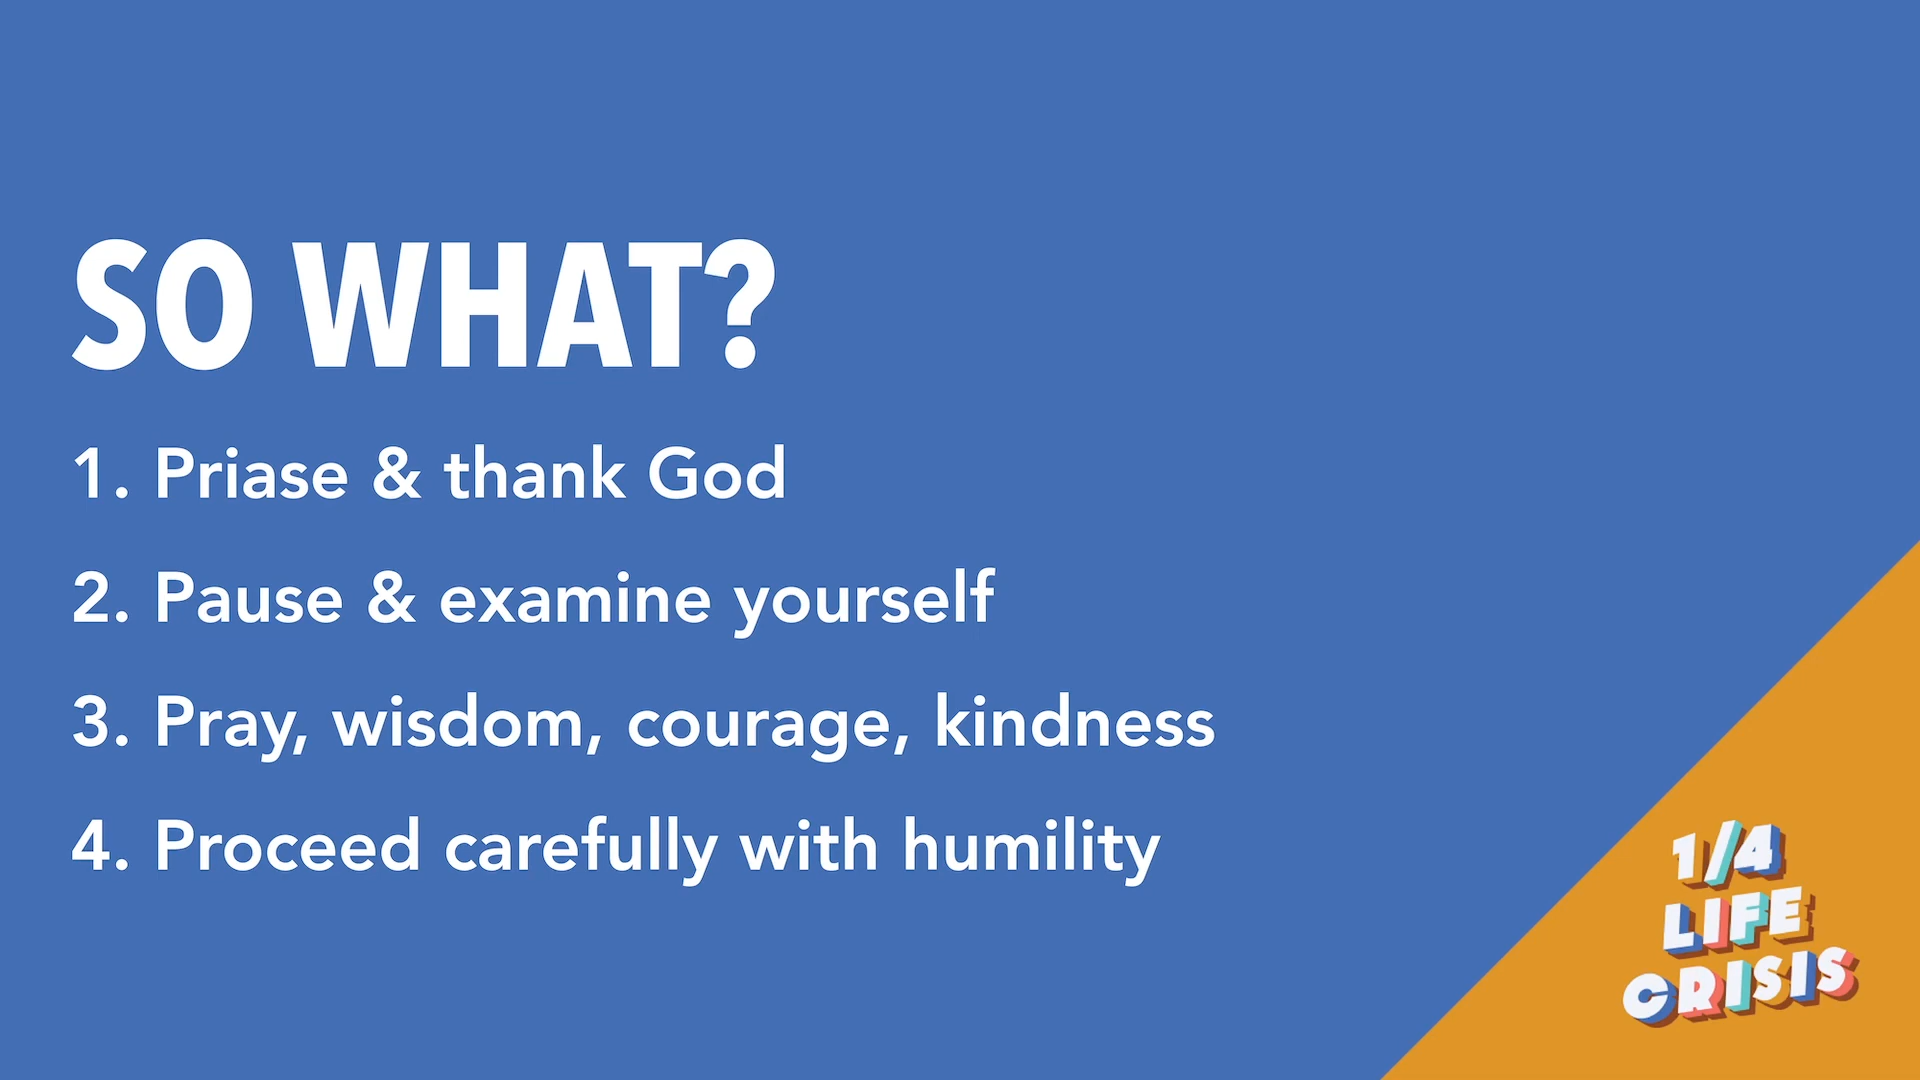 SO WHAT?
1. Priase & thank God
2. Pause & examine yourself
3. Pray, wisdom, courage, kindness
4. Proceed carefully with humility
1/4
LIFE
CRISIS